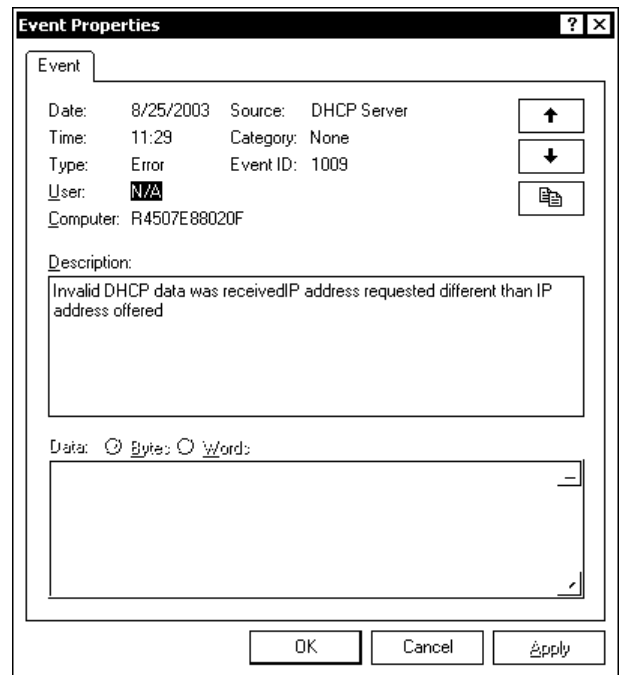 Event Properties
Event
Date: 8/25/2003 Source: DHCP Server
Time: 11:29 Category: None
Type: Error Event ID: 1009
User: N/A
Computer: R4507E88020F
Description:
Invalid DHCP data was receivedIP address requested different than IP
address offered
Data: Bytes Words
OK Cancel Apply